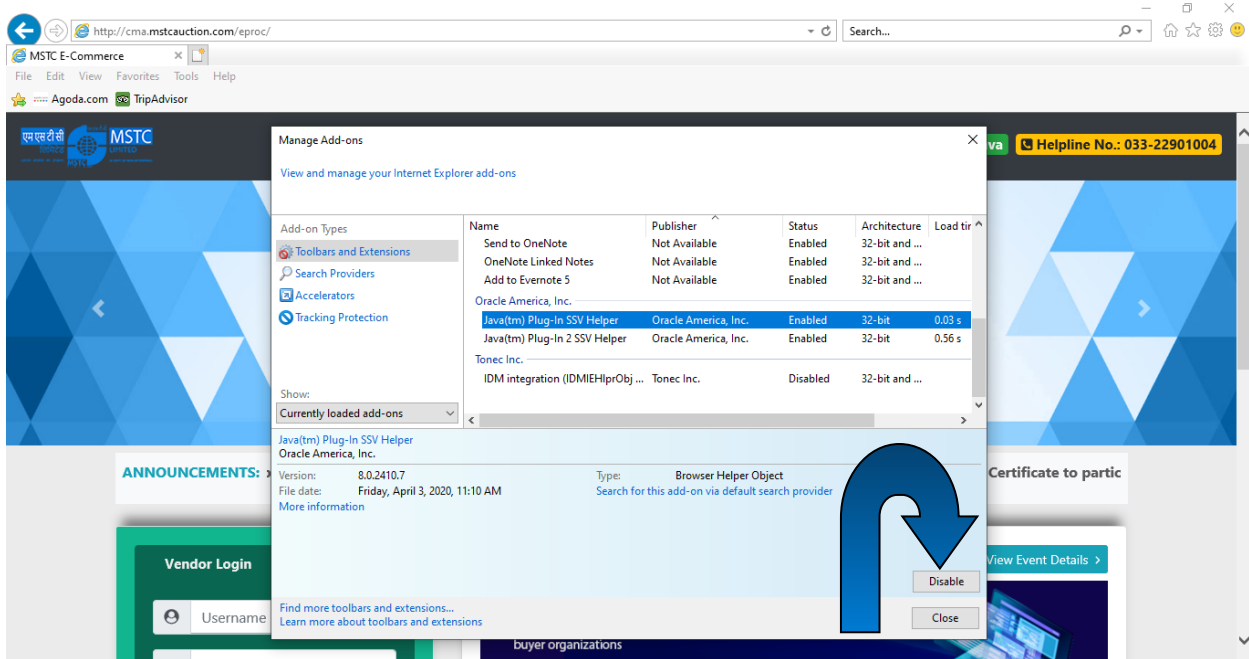 http://cma.mstcauction.com/eproc/
Search...
MSTC E-Commerce
File Edit View Favorites Tools Help
Agoda.com TripAdvisor
एम एस टी सी MSTC
LIMITED
MSTC
va Helpline No.: 033-22901004
Manage Add-ons
View and manage your Internet Explorer add-ons
Add-on Types
Toolbars and Extensions
Search Providers
Accelerators
Tracking Protection
Show:
Currently loaded add-ons
Name Publisher Status Architecture Load tir
Send to OneNote Not Available Enabled 32-bit and ...
OneNote Linked Notes Not Available Enabled 32-bit and ...
Add to Evernote 5 Not Available Enabled 32-bit and ...
Oracle America, Inc.
Java(tm) Plug-In SSV Helper Oracle America, Inc. Enabled 32-bit 0.03 s
Java(tm) Plug-In 2 SSV Helper Oracle America, Inc. Enabled 32-bit 0.56 s
Tonec Inc.
IDM integration (IDMIEHlprObj ... Tonec Inc. Disabled 32-bit and ...
Java(tm) Plug-In SSV Helper
Oracle America, Inc.
Version: 8.0.2410.7
File date: Friday, April 3, 2020, 11:10 AM
More information
Type: Browser Helper Object
Search for this add-on via default search provider
Disable
Find more toolbars and extensions...
Learn more about toolbars and extensions
Close
ANNOUNCEMENTS:
Certificate to partic
Vendor Login
Username
View Event Details
buyer organizations